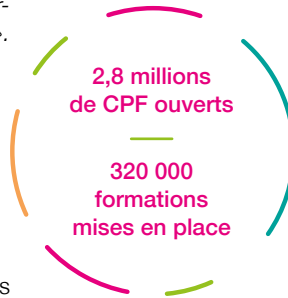 2,8 millions
de CPF ouverts
320 000
formations
mises en place